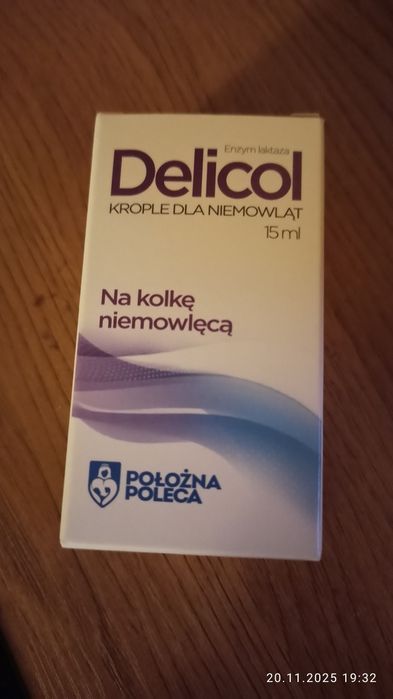 Enzym laktaza
Delicol
KROPLE DLA NIEMOWLĄT
15 ml
Na kolkę
niemowlęcą
POŁOŻNA
POLECA
20.11.2025 19:32